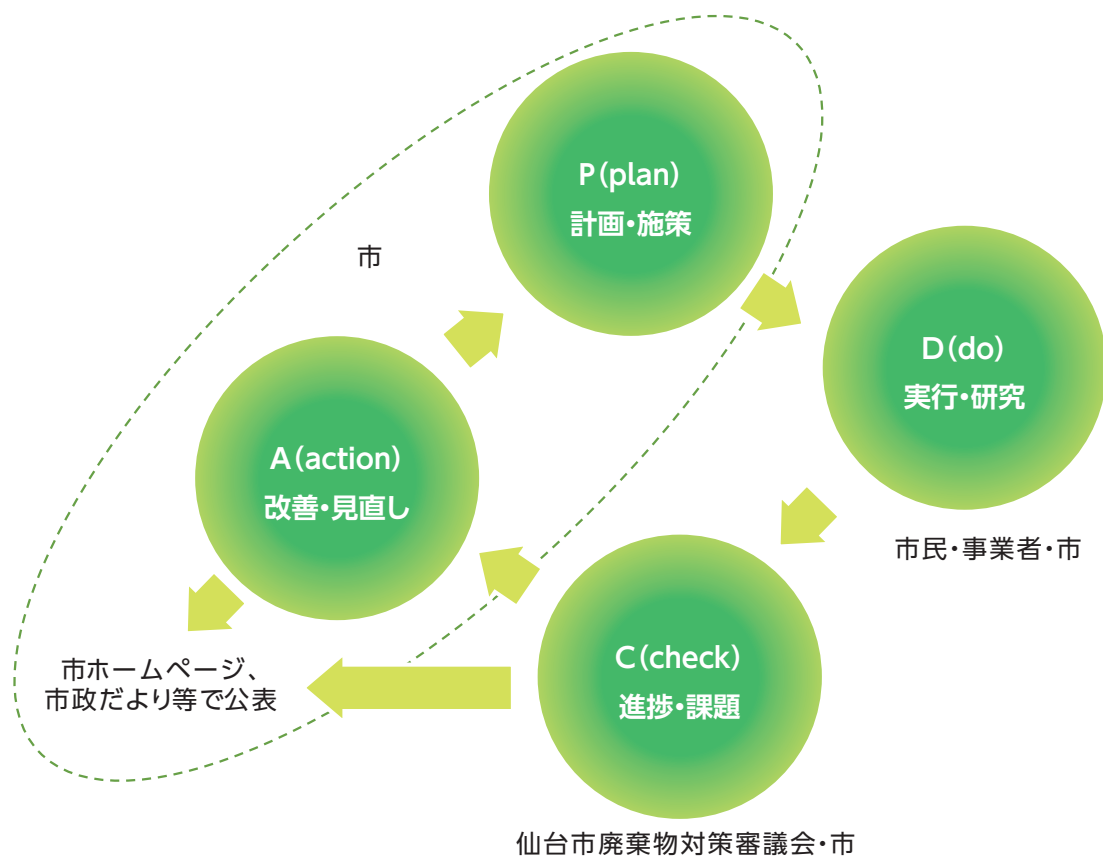 P(plan)
計画・施策
市
D(do)
実行・研究
市民・事業者・市
A(action)
改善・見直し
C(check)
進捗・課題
市ホームページ、
市政だより等で公表
仙台市廃棄物対策審議会・市